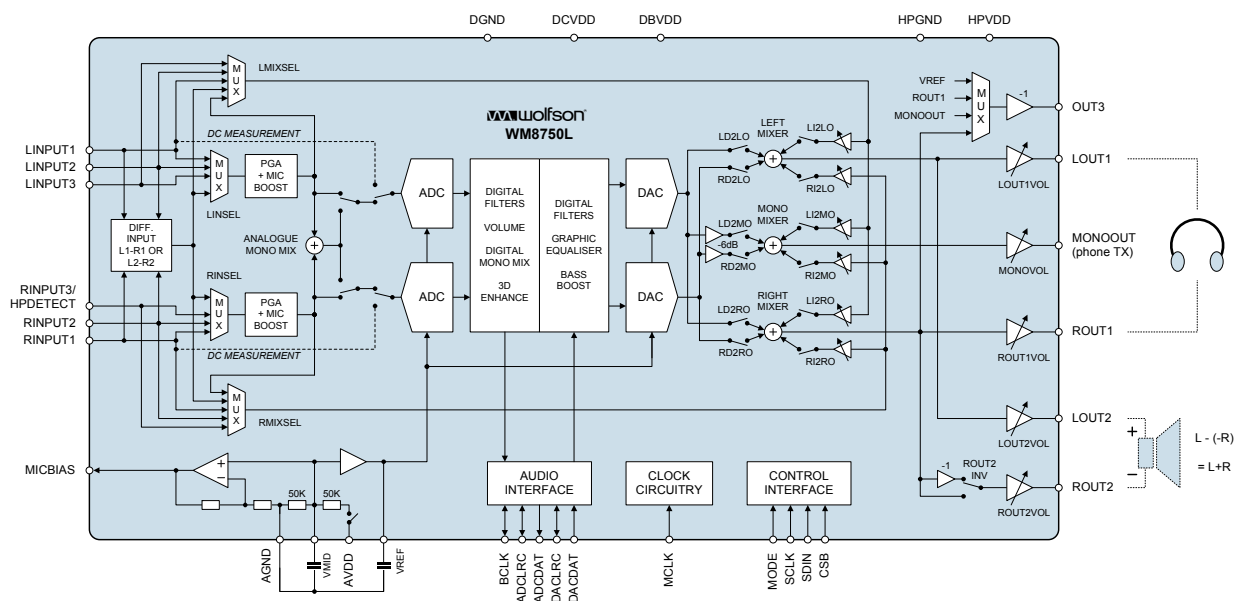 DGND
DCVDD
DBVDD
HPGND
HPVDD
M
U
X
LMIXSEL
wolfson
WM8750L
VREF
ROUT1
MONOOUT
M
U
X
-1
OUT3
DC MEASUREMENT
LINPUT1
LINPUT2
LINPUT3
M
U
X
LINSEL
PGA
+ MIC
BOOST
ADC
DIGITAL
FILTERS
VOLUME
DIGITAL
MONO MIX
3D
ENHANCE
DIGITAL
FILTERS
GRAPHIC
EQUALISER
BASS
BOOST
DAC
LD2LO
RD2LO
LEFT
MIXER
LI2LO
RI2LO
LOUT1
LOUT1VOL
DIFF.
INPUT
L1-R1 OR
L2-R2
ANALOGUE
MONO MIX
LD2MO
-6dB
RD2MO
MONO
MIXER
LI2MO
RI2MO
MONOOUT
(phone TX)
MONOVOL
RINPUT3/
HPDETECT
RINPUT2
RINPUT1
RINSEL
M
U
X
PGA
+ MIC
BOOST
ADC
DAC
LD2RO
RD2RO
RIGHT
MIXER
LI2RO
RI2RO
ROUT1
ROUT1VOL
DC MEASUREMENT
M
U
X
RMIXSEL
LOUT2
LOUT2VOL
+
−
L - (-R)
= L+R
MICBIAS
+
−
50K
50K
AUDIO
INTERFACE
CLOCK
CIRCUITRY
CONTROL
INTERFACE
-1
ROUT2
INV
ROUT2
ROUT2VOL
AGND
VMID
AVDD
VREF
BCLK
ADCLRC
ADCDAT
DACLRC
DACDAT
MCLK
MODE
SCLK
SDIN
CSB